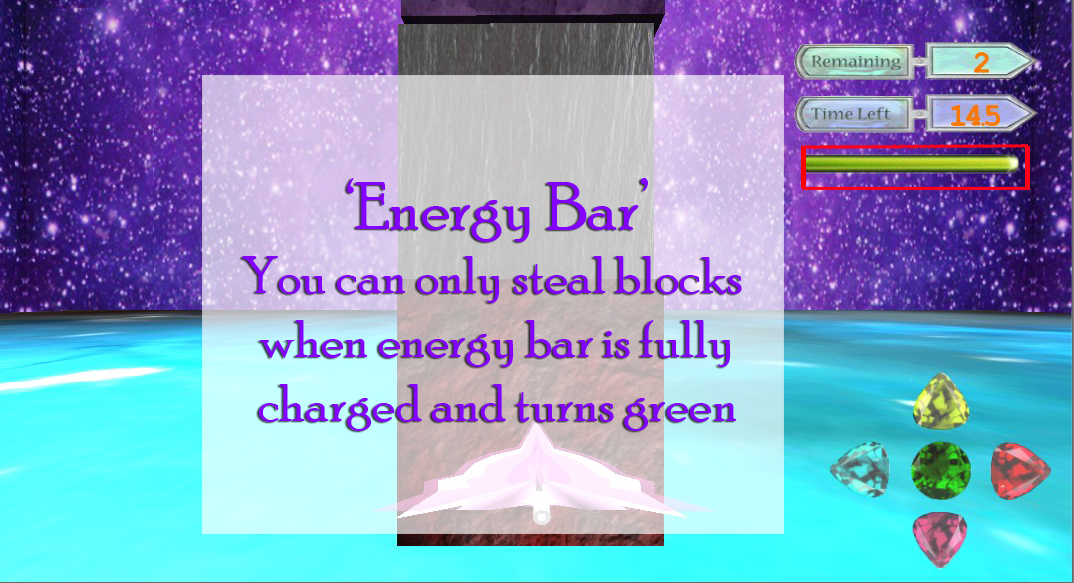 Remaining 2
Time Left 14.5
‘Energy Bar’
You can only steal blocks
when energy bar is fully
charged and turns green